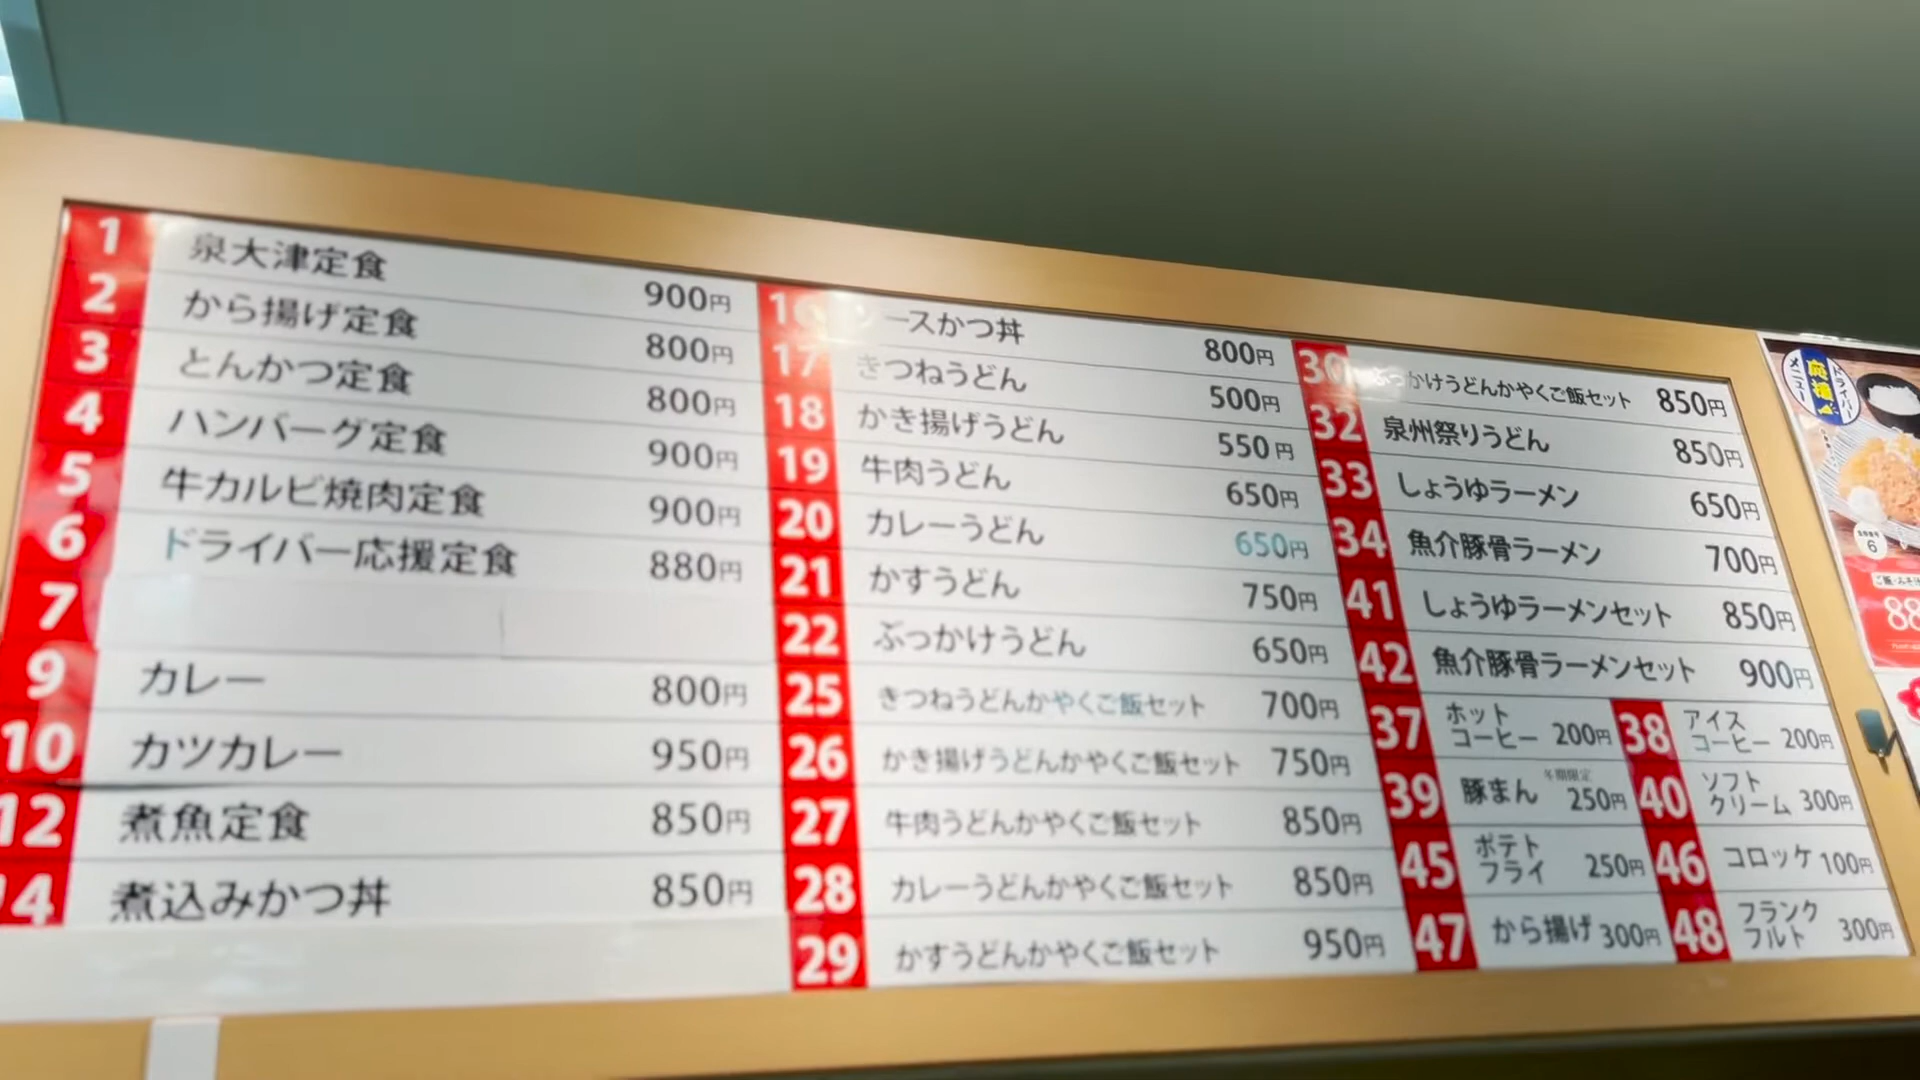 1 泉大津定食 900円
2 から揚げ定食 800円
3 とんかつ定食 800円
4 ハンバーグ定食 900円
5 牛カルビ焼肉定食 900円
6 ドライバー応援定食 880円
7
9 カレー 800円
10 カツカレー 950円
12 煮魚定食 850円
14 煮込みかつ丼 850円
16 ソースかつ丼 800円
17 きつねうどん 500円
18 かき揚げうどん 550円
19 牛肉うどん 650円
20 カレーうどん 650円
21 かすうどん 750円
22 ぶっかけうどん 650円
25 きつねうどんかやくご飯セット 700円
26 かき揚げうどんかやくご飯セット 750円
27 牛肉うどんかやくご飯セット 850円
28 カレーうどんかやくご飯セット 850円
29 かすうどんかやくご飯セット 950円
30 ぶっかけうどんかやくご飯セット 850円
32 泉州祭りうどん 850円
33 しょうゆラーメン 650円
34 魚介豚骨ラーメン 700円
41 しょうゆラーメンセット 850円
42 魚介豚骨ラーメンセット 900円
37 ホット
コーヒー 200円
38 アイス
コーヒー 200円
39 豚まん 冬期限定
250円
40 ソフト
クリーム 300円
45 ポテト
フライ 250円
46 コロッケ 100円
47 から揚げ 300円
48 フランク
フルト 300円
ドライバー
応援
メニュー
6
ご飯・みそ汁
88